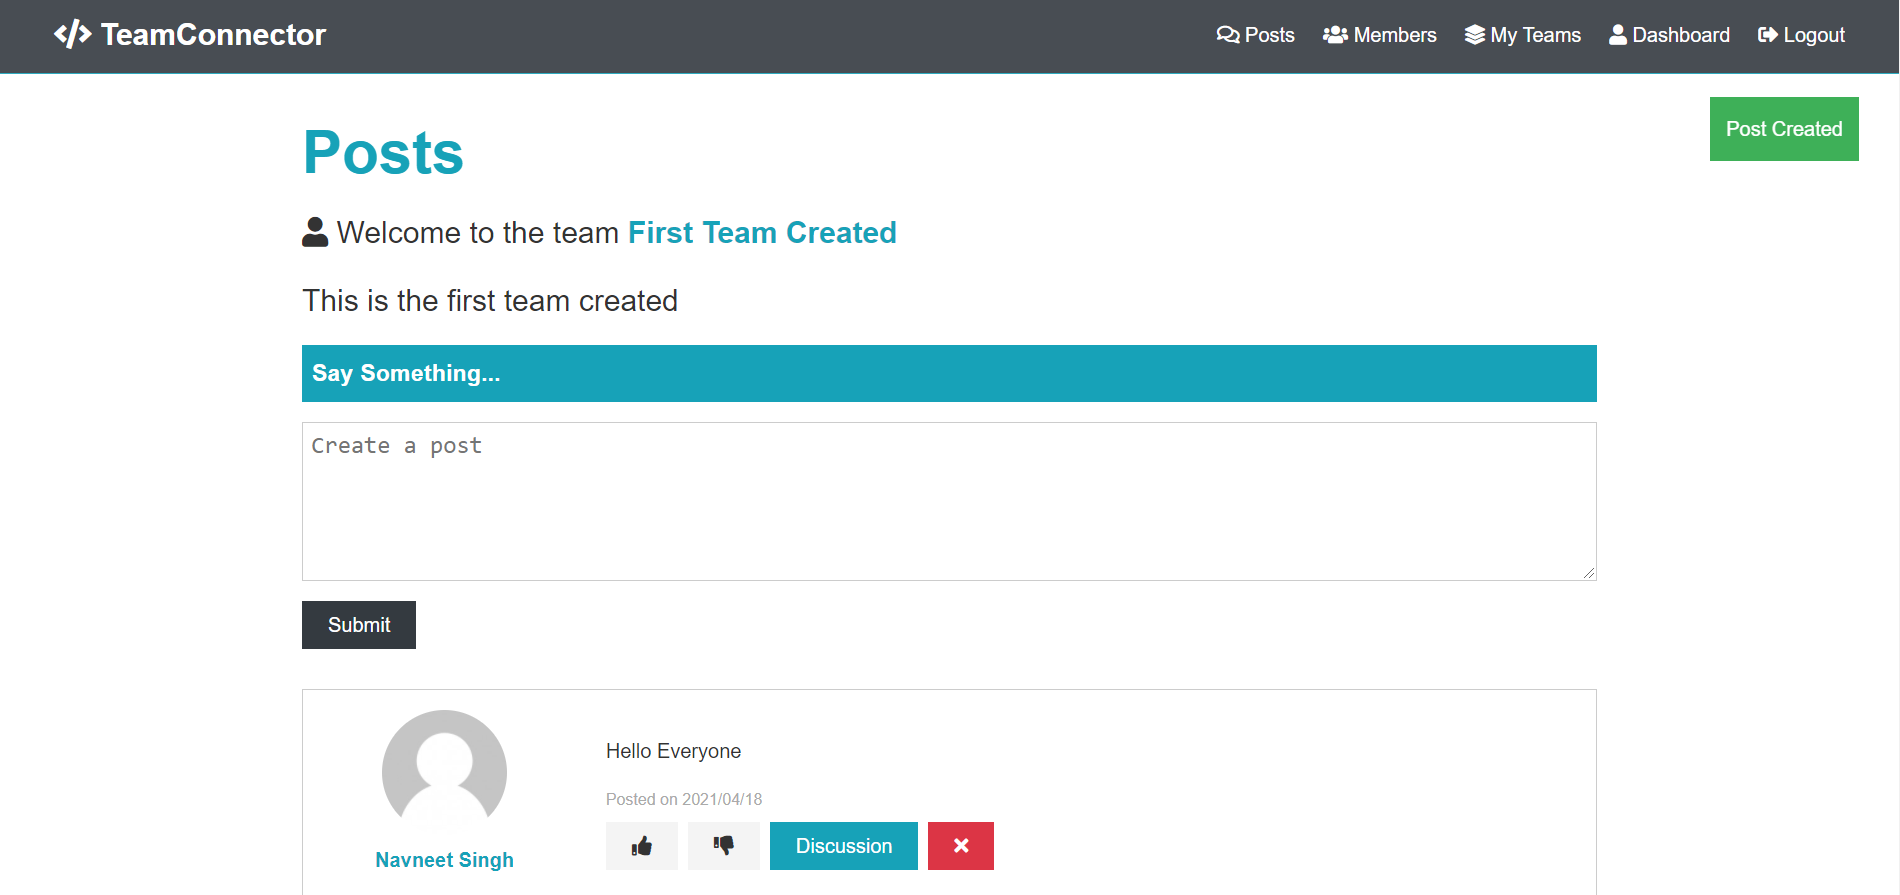 TeamConnector
Posts
Members
My Teams
Dashboard
Logout
Post Created
Posts
Welcome to the team First Team Created
This is the first team created
Say Something...
Create a post
Submit
Hello Everyone
Posted on 2021/04/18
Discussion
Navneet Singh